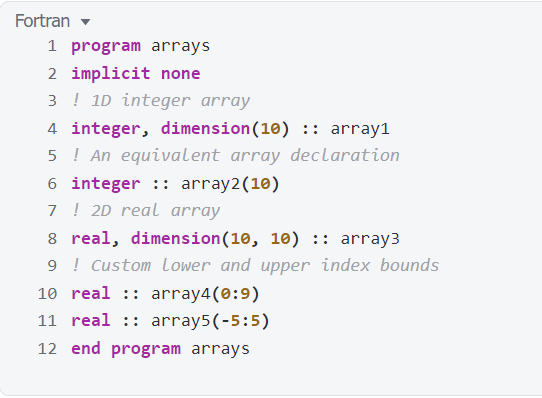 Fortran
1 program arrays
2 implicit none
3 ! 1D integer array
4 integer, dimension(10) :: array1
5 ! An equivalent array declaration
6 integer :: array2(10)
7 ! 2D real array
8 real, dimension(10, 10) :: array3
9 ! Custom lower and upper index bounds
10 real :: array4(0:9)
11 real :: array5(-5:5)
12 end program arrays